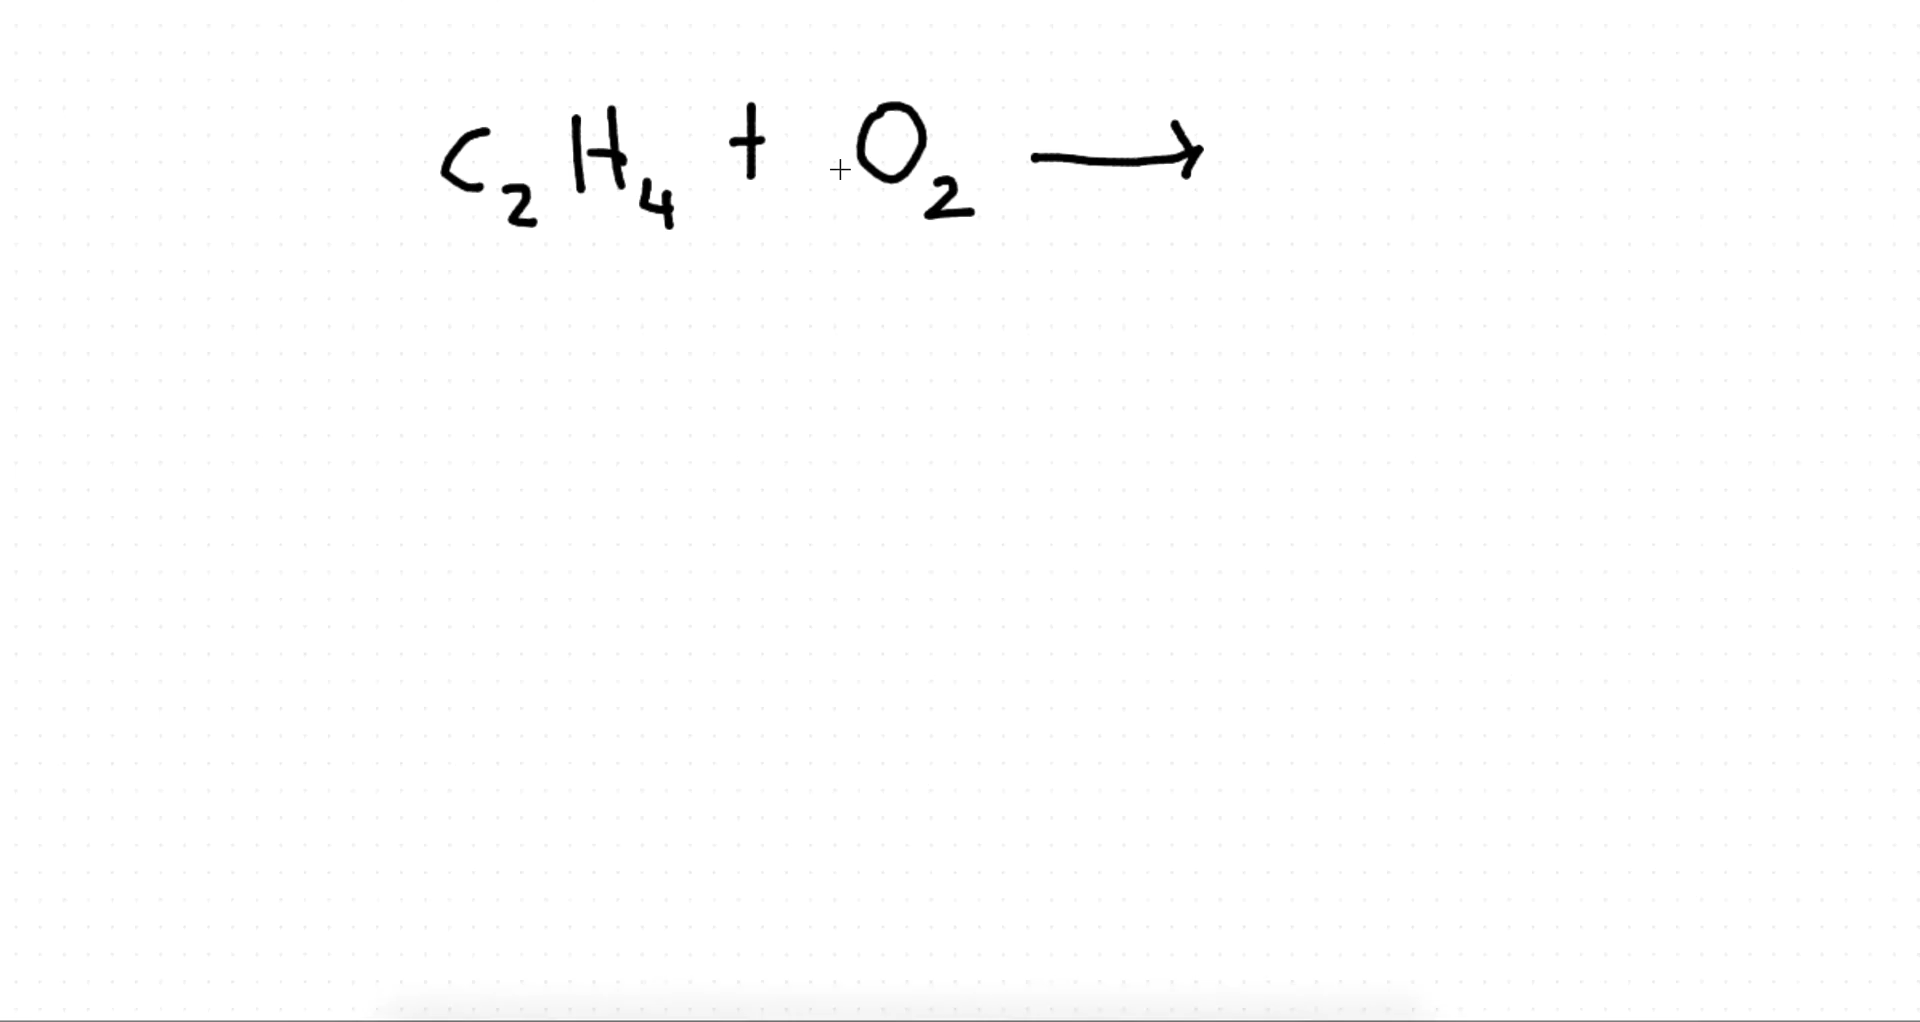 C₂H₄ + O₂ →